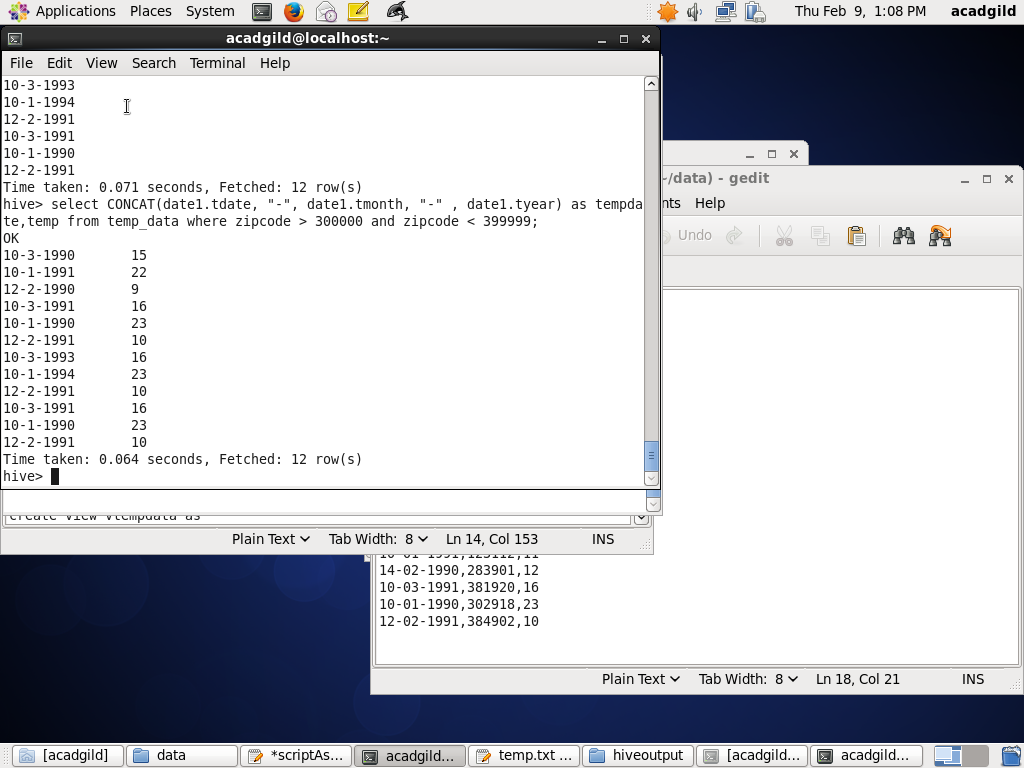 Applications Places System Thu Feb 9, 1:08 PM acadgild
acadgild@localhost:~
File Edit View Search Terminal Help
10-3-1993
10-1-1994
12-2-1991
10-3-1991
10-1-1990
12-2-1991
Time taken: 0.071 seconds, Fetched: 12 row(s)
hive> select CONCAT(date1.tdate, "-", date1.tmonth, "-" , date1.tyear) as tempda
te,temp from temp_data where zipcode > 300000 and zipcode < 399999;
OK
10-3-1990 15
10-1-1991 22
12-2-1990 9
10-3-1991 16
10-1-1990 23
12-2-1991 10
10-3-1993 16
10-1-1994 23
12-2-1991 10
10-3-1991 16
10-1-1990 23
12-2-1991 10
Time taken: 0.064 seconds, Fetched: 12 row(s)
hive>
~/data) - gedit
nts Help
Undo
create view vtempdata as
Plain Text Tab Width: 8 Ln 14, Col 153 INS
14-02-1990,283901,12
10-03-1991,381920,16
10-01-1990,302918,23
12-02-1991,384902,10
Plain Text Tab Width: 8 Ln 18, Col 21 INS
[acadgild] data *scriptAs... acadgild... temp.txt ... hiveoutput [acadgild... acadgild...